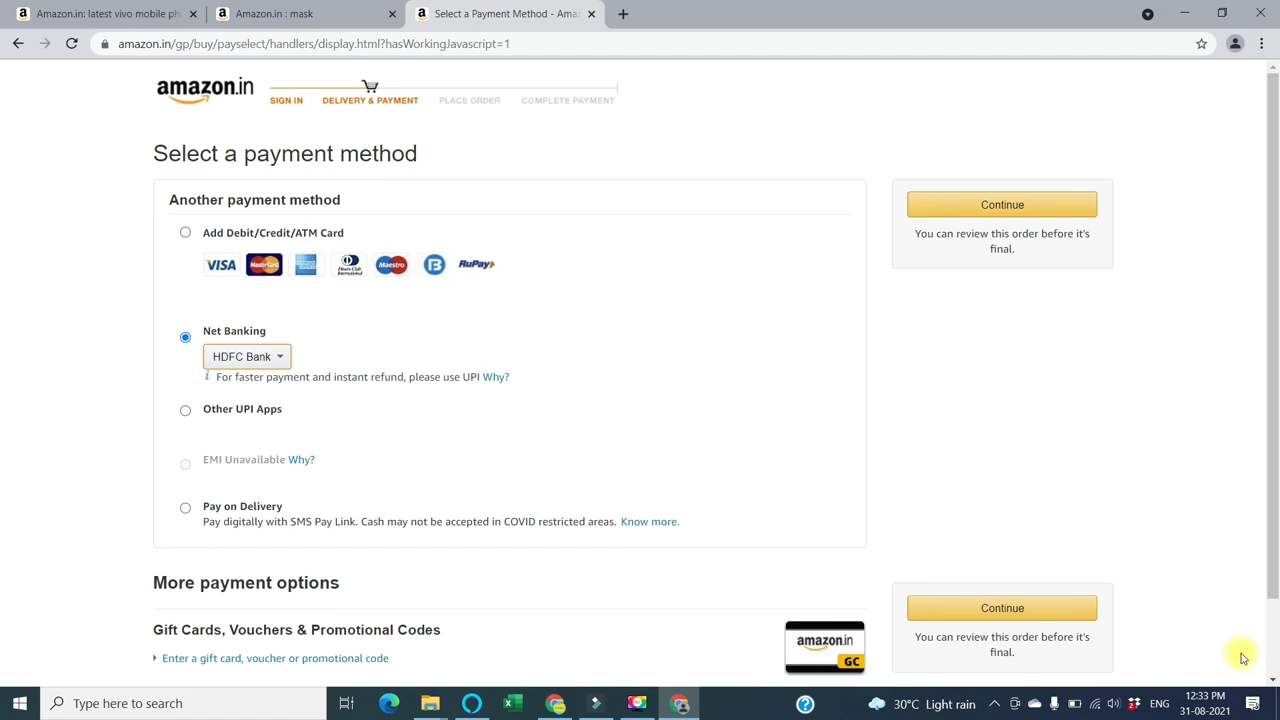 Amazon.in: latest vivo mobile ph
Amazon.in : mask
Select a Payment Method - Amaz
amazon.in/gp/buy/payselect/handlers/display.html?hasWorkingJavascript=1
amazon.in
SIGN IN DELIVERY & PAYMENT PLACE ORDER COMPLETE PAYMENT
Select a payment method
Another payment method
Add Debit/Credit/ATM Card
VISA MasterCard Diners Club International Maestro RuPay
Net Banking
HDFC Bank
For faster payment and instant refund, please use UPI Why?
Other UPI Apps
EMI Unavailable Why?
Pay on Delivery
Pay digitally with SMS Pay Link. Cash may not be accepted in COVID restricted areas. Know more.
Continue
You can review this order before it's
final.
More payment options
Gift Cards, Vouchers & Promotional Codes
Enter a gift card, voucher or promotional code
amazon.in
GC
Continue
You can review this order before it's
final.
Type here to search
30°C Light rain
ENG
12:33 PM
31-08-2021